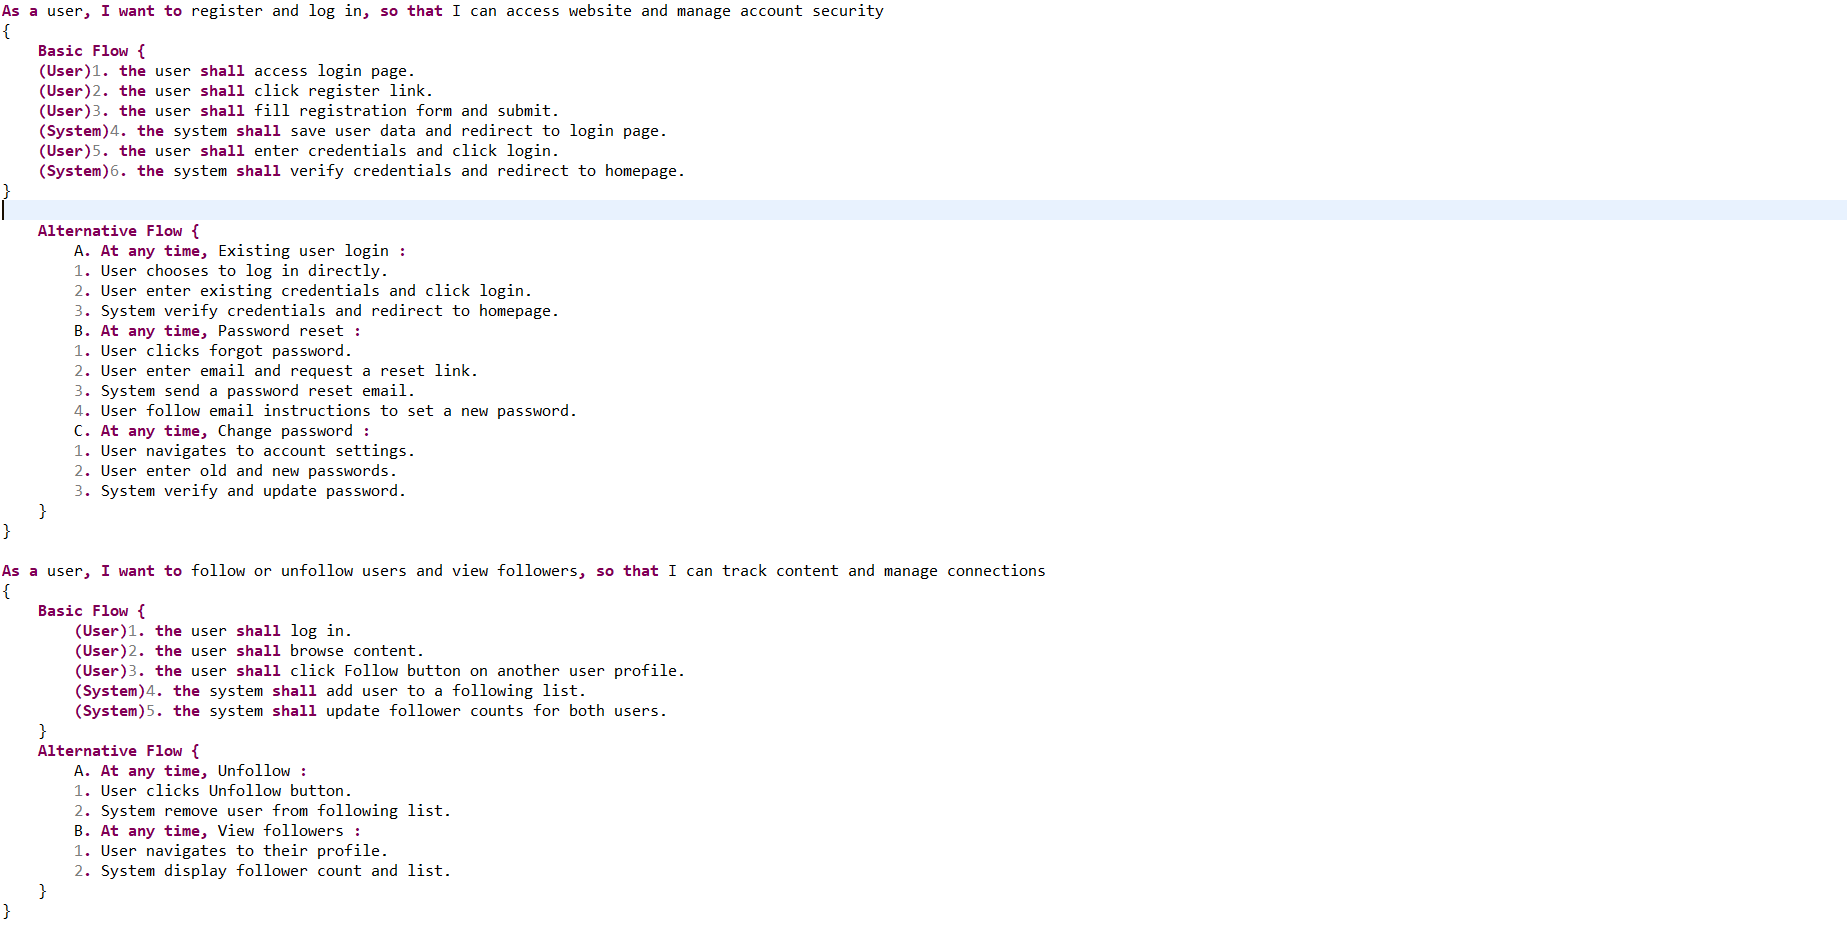 As a user, I want to register and log in, so that I can access website and manage account security
{
Basic Flow {
(User)1. the user shall access login page.
(User)2. the user shall click register link.
(User)3. the user shall fill registration form and submit.
(System)4. the system shall save user data and redirect to login page.
(User)5. the user shall enter credentials and click login.
(System)6. the system shall verify credentials and redirect to homepage.
}
Alternative Flow {
A. At any time, Existing user login :
1. User chooses to log in directly.
2. User enter existing credentials and click login.
3. System verify credentials and redirect to homepage.
B. At any time, Password reset :
1. User clicks forgot password.
2. User enter email and request a reset link.
3. System send a password reset email.
4. User follow email instructions to set a new password.
C. At any time, Change password :
1. User navigates to account settings.
2. User enter old and new passwords.
3. System verify and update password.
}
}
As a user, I want to follow or unfollow users and view followers, so that I can track content and manage connections
{
Basic Flow {
(User)1. the user shall log in.
(User)2. the user shall browse content.
(User)3. the user shall click Follow button on another user profile.
(System)4. the system shall add user to a following list.
(System)5. the system shall update follower counts for both users.
}
Alternative Flow {
A. At any time, Unfollow :
1. User clicks Unfollow button.
2. System remove user from following list.
B. At any time, View followers :
1. User navigates to their profile.
2. System display follower count and list.
}
}